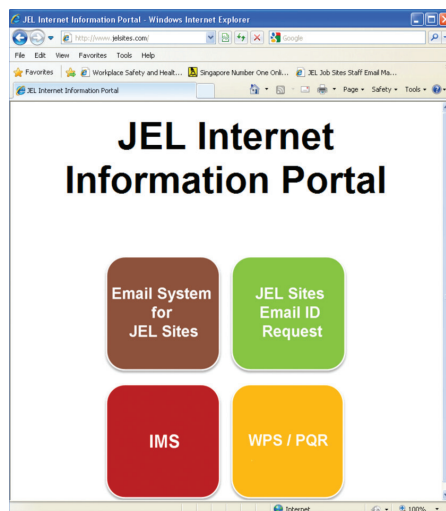 JEL Internet Information Portal - Windows Internet Explorer
http://www.jelsites.com/
Google
File Edit View Favorites Tools Help
Favorites Workplace Safety and Healt... Singapore Number One Onli... JEL Job Sites Staff Email Ma...
JEL Internet Information Portal Page Safety Tools
JEL Internet
Information Portal
Email System
for
JEL Sites
JEL Sites
Email ID
Request
IMS
WPS / PQR
Internet 100%